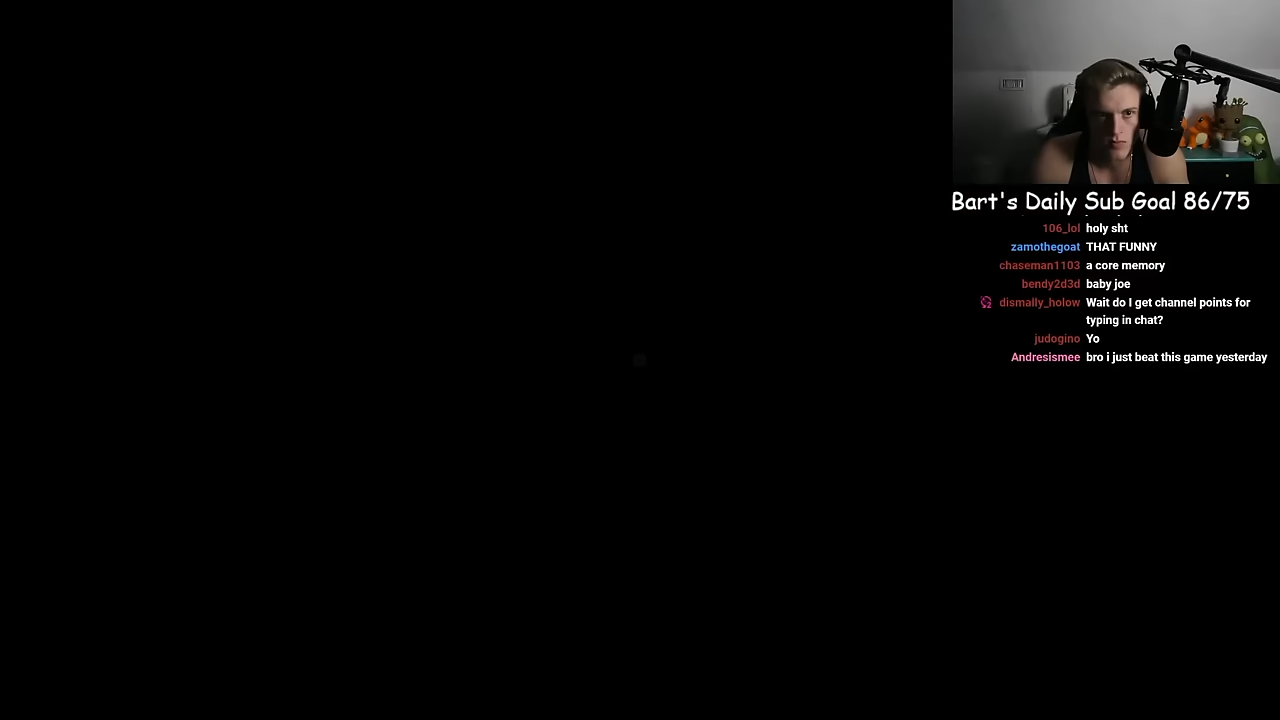 Bart's Daily Sub Goal 86/75
106_lol holy sht
zamothegoat THAT FUNNY
chaseman1103 a core memory
bendy2d3d baby joe
dismally_holow Wait do I get channel points for
typing in chat?
judogino Yo
Andresismee bro i just beat this game yesterday